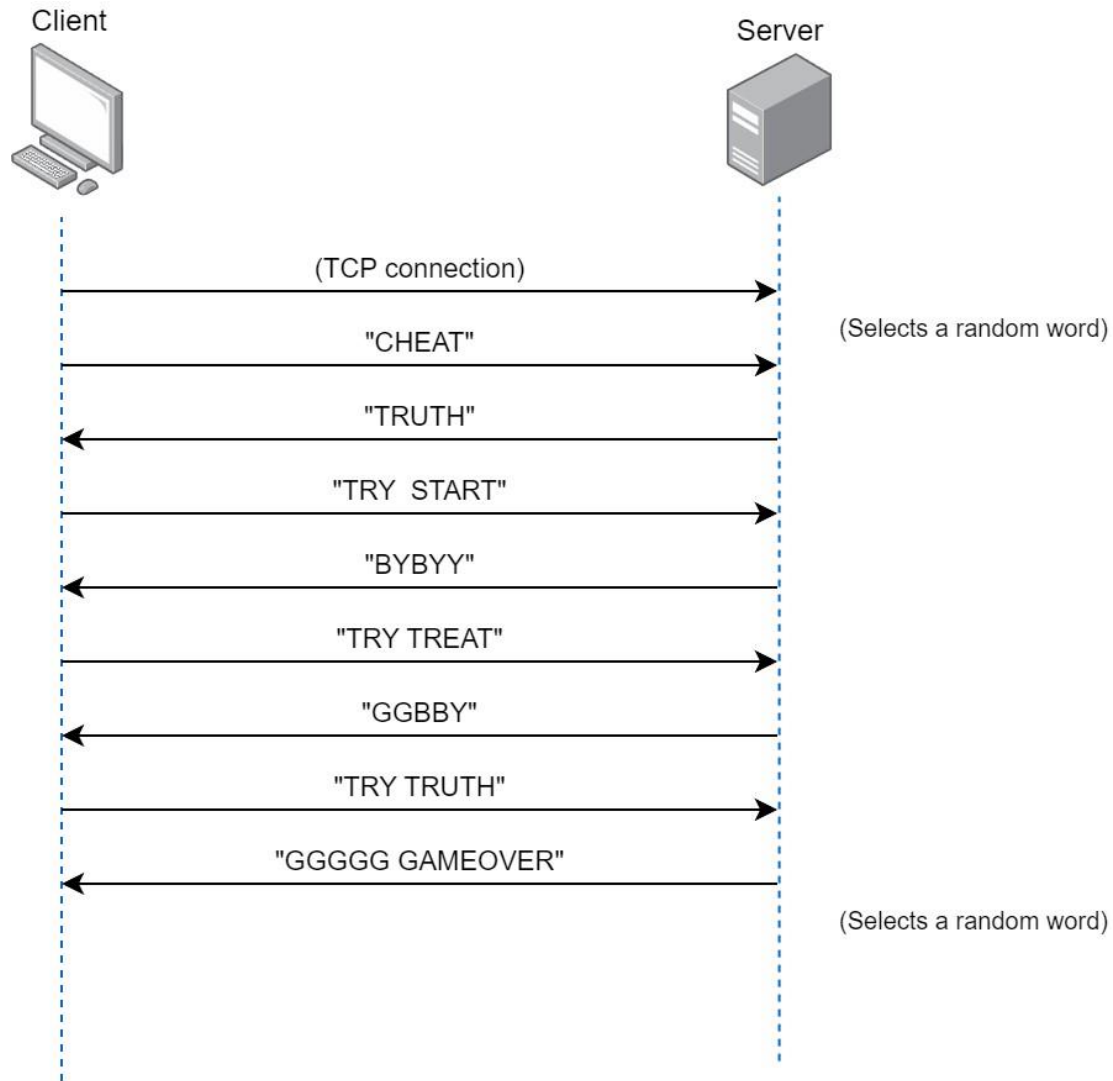 Client
Server
(TCP connection)
(Selects a random word)
"CHEAT"
"TRUTH"
"TRY  START"
"BYBYY"
"TRY TREAT"
"GGBBY"
"TRY TRUTH"
"GGGGG GAMEOVER"
(Selects a random word)